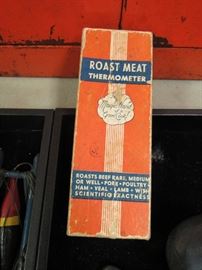 ROAST MEAT
THERMOMETER
ROASTS BEEF RARE, MEDIUM
OR WELL • PORK • POULTRY •
HAM • VEAL • LAMB • WITH
SCIENTIFIC EXACTNESS